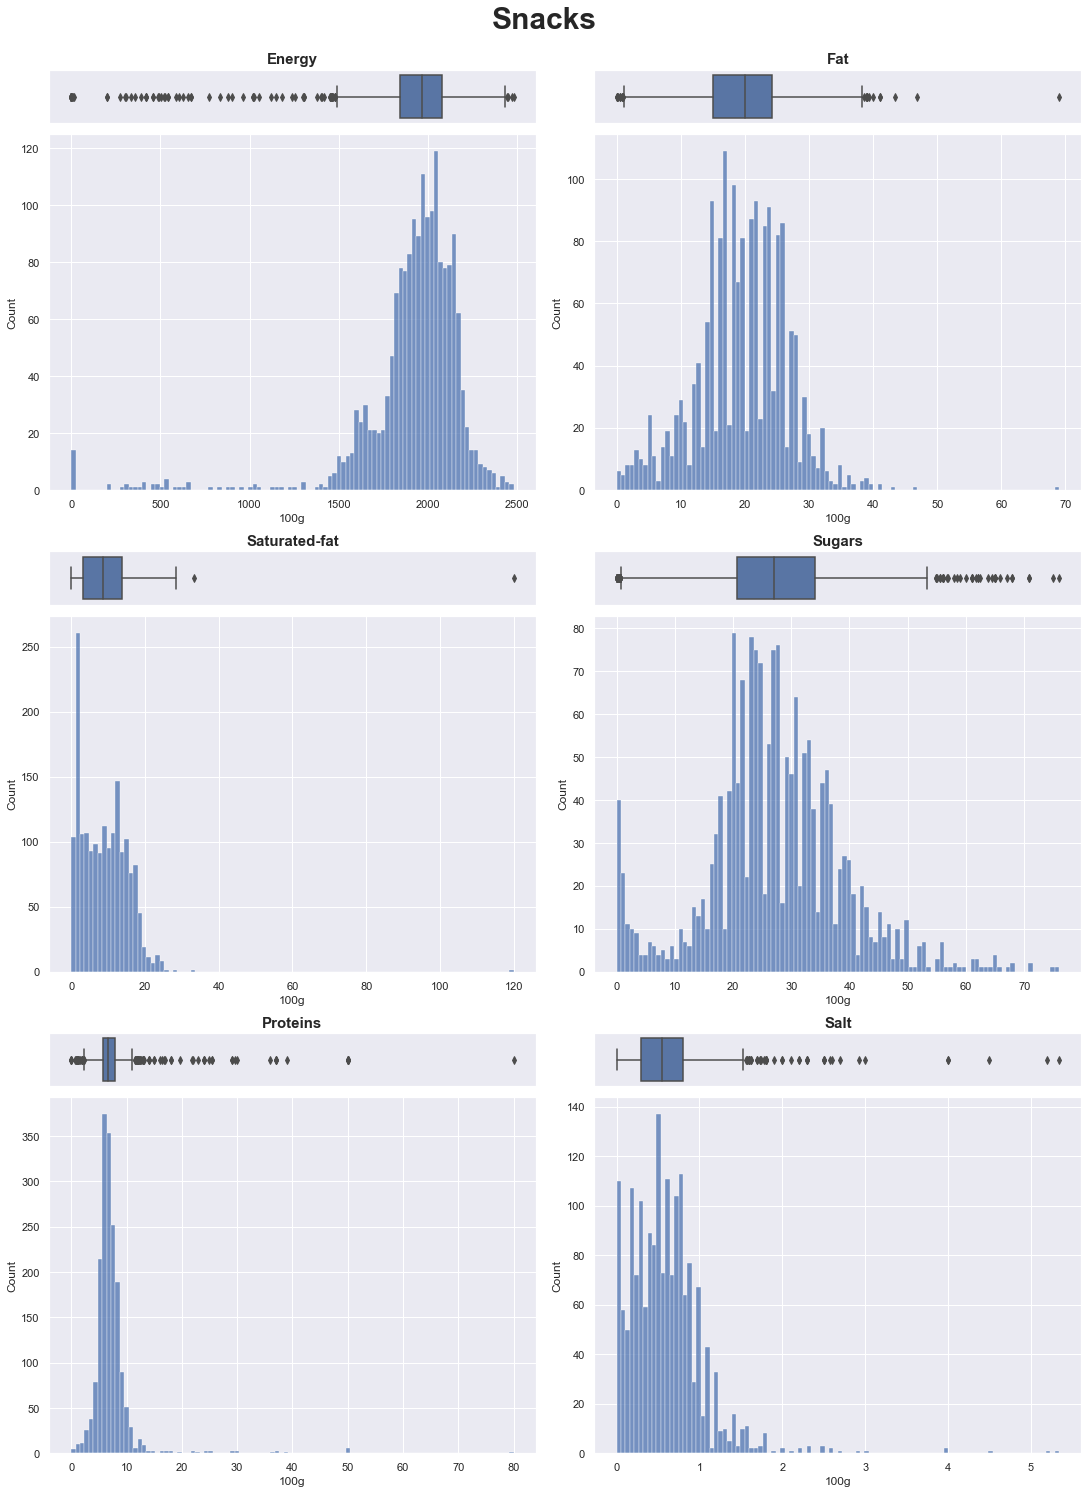 Snacks
Energy
Fat
120
100
80
60
40
20
0
Count
0 500 1000 1500 2000 2500
100g
100
80
60
40
20
0
Count
0 10 20 30 40 50 60 70
100g
Saturated-fat
Sugars
250
200
150
100
50
0
Count
0 20 40 60 80 100 120
100g
80
70
60
50
40
30
20
10
0
Count
0 10 20 30 40 50 60 70
100g
Proteins
Salt
350
300
250
200
150
100
50
0
Count
0 10 20 30 40 50 60 70 80
100g
140
120
100
80
60
40
20
0
Count
0 1 2 3 4 5
100g